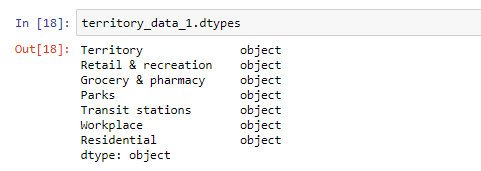 In [18]: territory_data_1.dtypes
Out[18]: Territory object
Retail & recreation object
Grocery & pharmacy object
Parks object
Transit stations object
Workplace object
Residential object
dtype: object